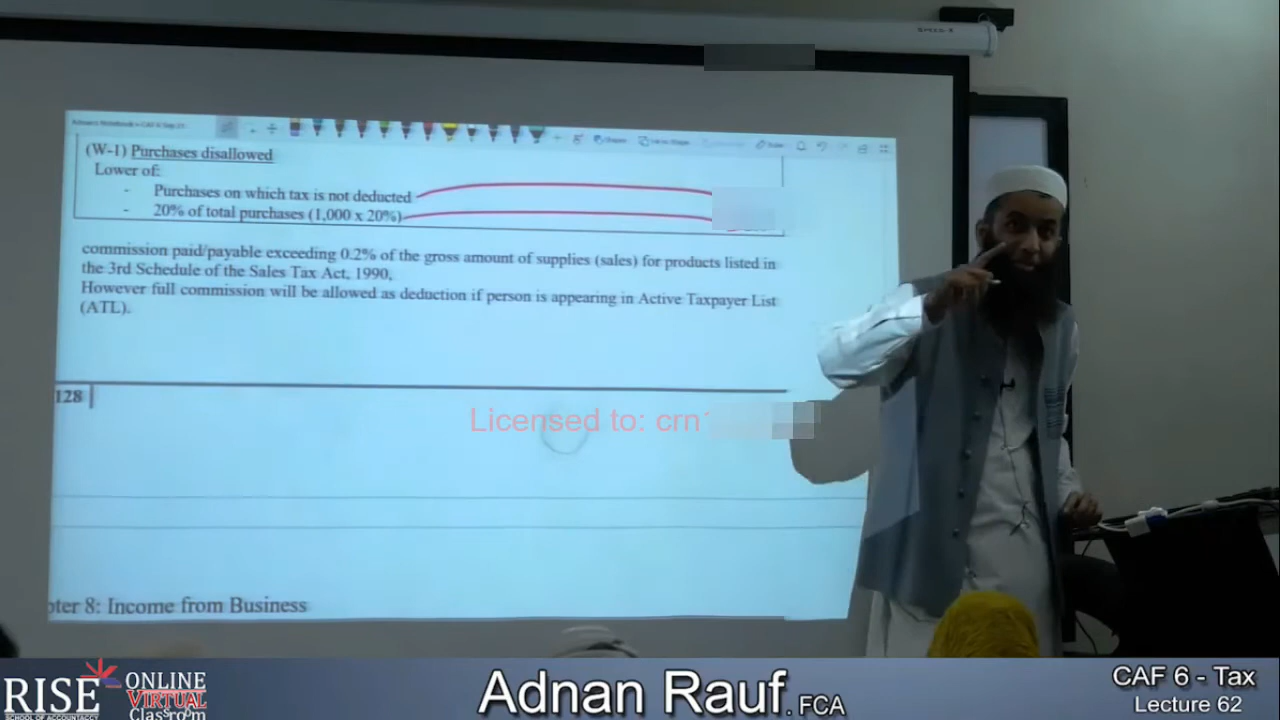 (W-1) Purchases disallowed
Lower of:
- Purchases on which tax is not deducted
- 20% of total purchases (1,000 x 20%)
commission paid/payable exceeding 0.2% of the gross amount of supplies (sales) for products listed in
the 3rd Schedule of the Sales Tax Act, 1990,
However full commission will be allowed as deduction if person is appearing in Active Taxpayer List
(ATL).
128
Licensed to: crn
8: Income from Business
RISE
SCHOOL OF ACCOUNTANCY
ONLINE
VIRTUAL
Classroom
Adnan Rauf. FCA
CAF 6 - Tax
Lecture 62